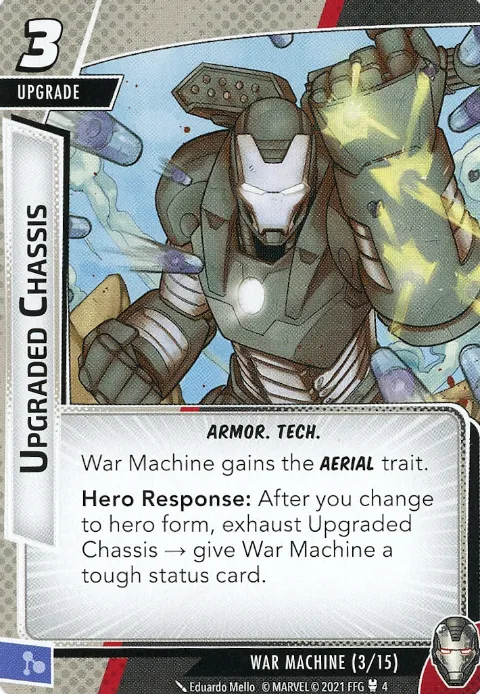 3
UPGRADE
UPGRADED CHASSIS
ARMOR. TECH.
War Machine gains the AERIAL trait.
Hero Response: After you change
to hero form, exhaust Upgraded
Chassis → give War Machine a
tough status card.
WAR MACHINE (3/15)
Eduardo Mello © MARVEL © 2021 FFG 4